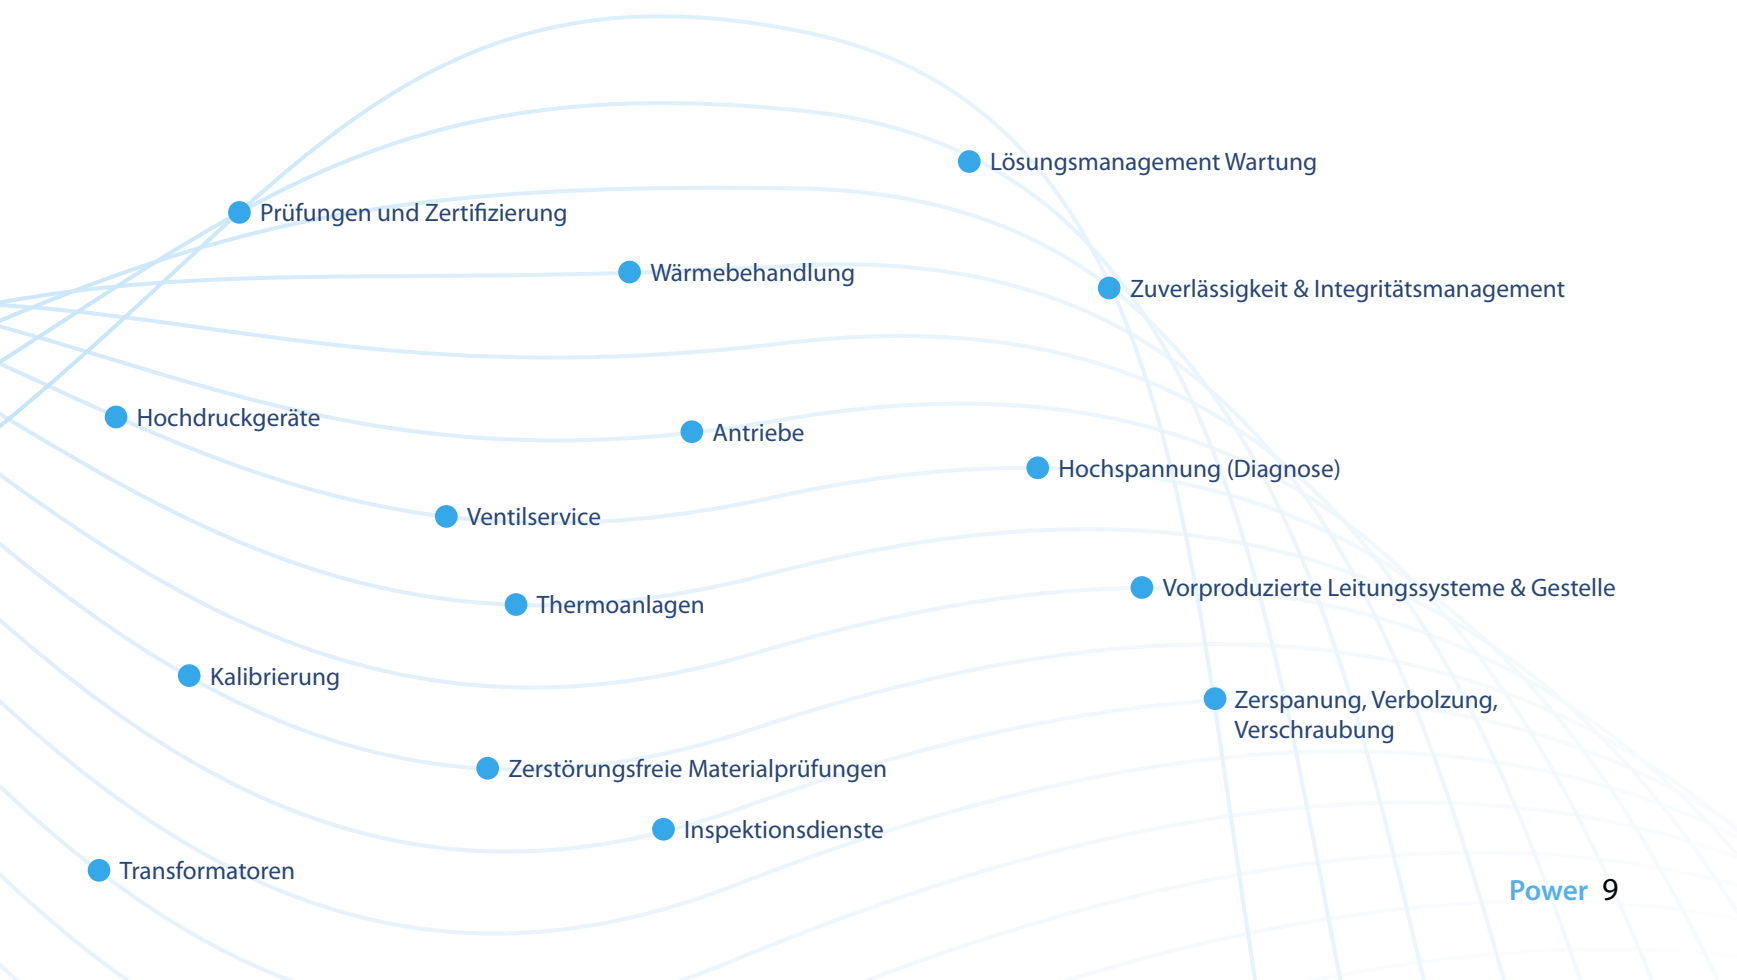 Lösungsmanagement Wartung
Prüfungen und Zertifizierung
Wärmebehandlung
Zuverlässigkeit & Integritätsmanagement
Hochdruckgeräte
Antriebe
Hochspannung (Diagnose)
Ventilservice
Vorproduzierte Leitungssysteme & Gestelle
Thermoanlagen
Kalibrierung
Zerspanung, Verbolzung,
Verschraubung
Zerstörungsfreie Materialprüfungen
Inspektionsdienste
Transformatoren
Power 9